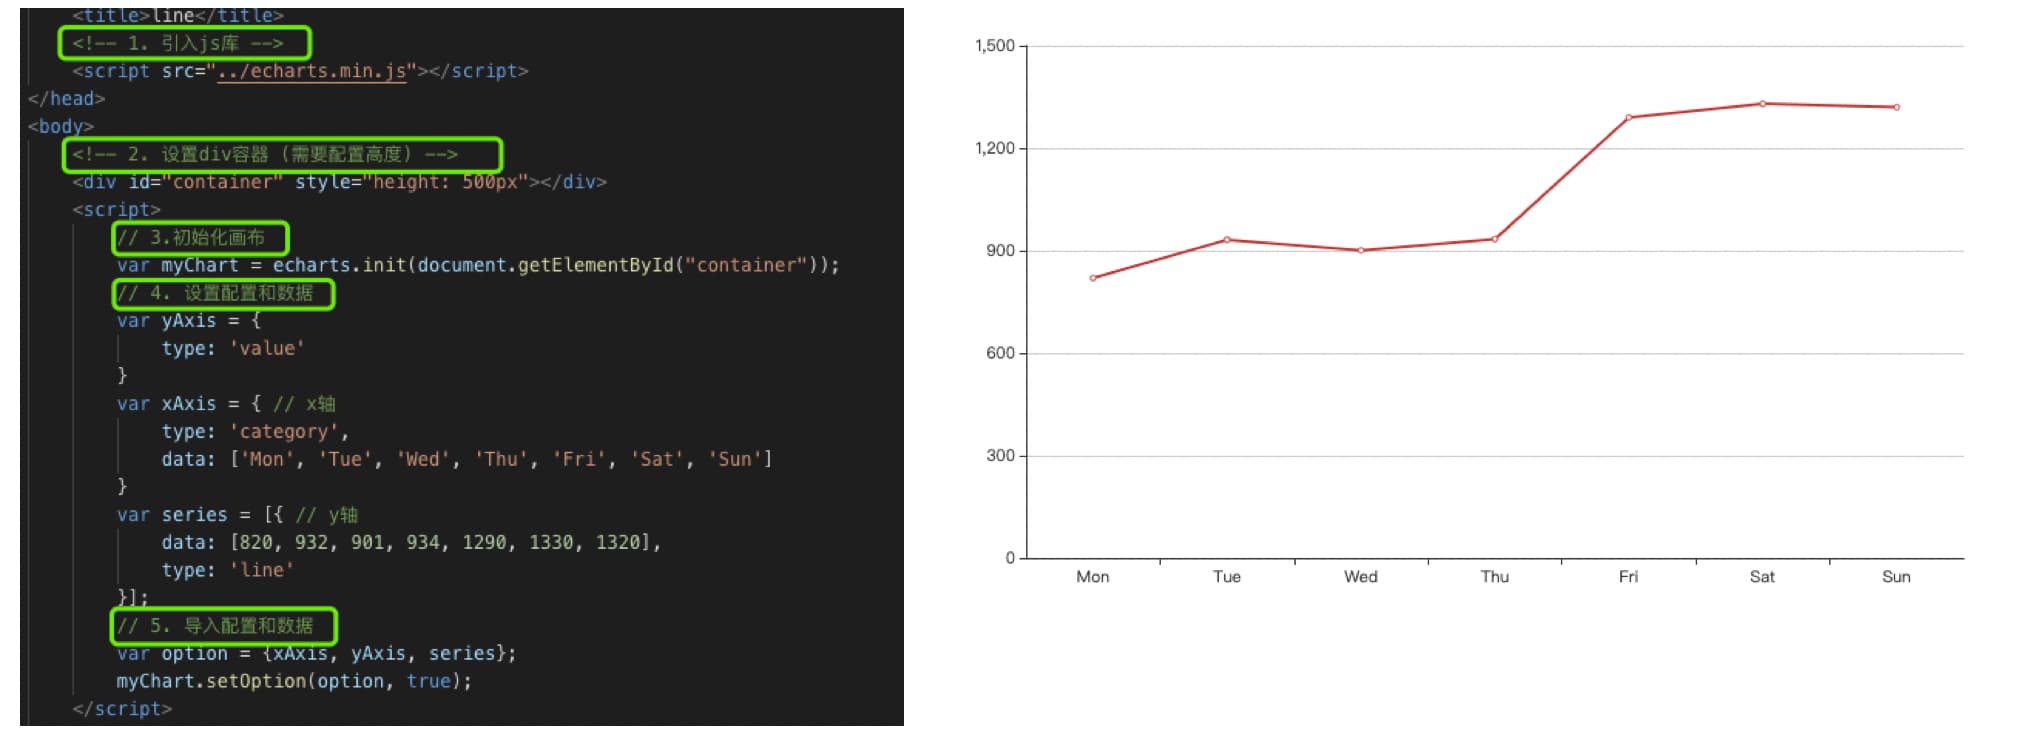 <title>line</title>
<!-- 1. 引入js库 -->
<script src="../echarts.min.js"></script>
</head>
<body>
<!-- 2. 设置div容器 (需要配置高度) -->
<div id="container" style="height: 500px"></div>
<script>
// 3.初始化画布
var myChart = echarts.init(document.getElementById("container"));
// 4. 设置配置和数据
var yAxis = {
type: 'value'
}
var xAxis = { // x轴
type: 'category',
data: ['Mon', 'Tue', 'Wed', 'Thu', 'Fri', 'Sat', 'Sun']
}
var series = [{ // y轴
data: [820, 932, 901, 934, 1290, 1330, 1320],
type: 'line'
}];
// 5. 导入配置和数据
var option = {xAxis, yAxis, series};
myChart.setOption(option, true);
</script>
1,500
1,200
900
600
300
0
Mon Tue Wed Thu Fri Sat Sun